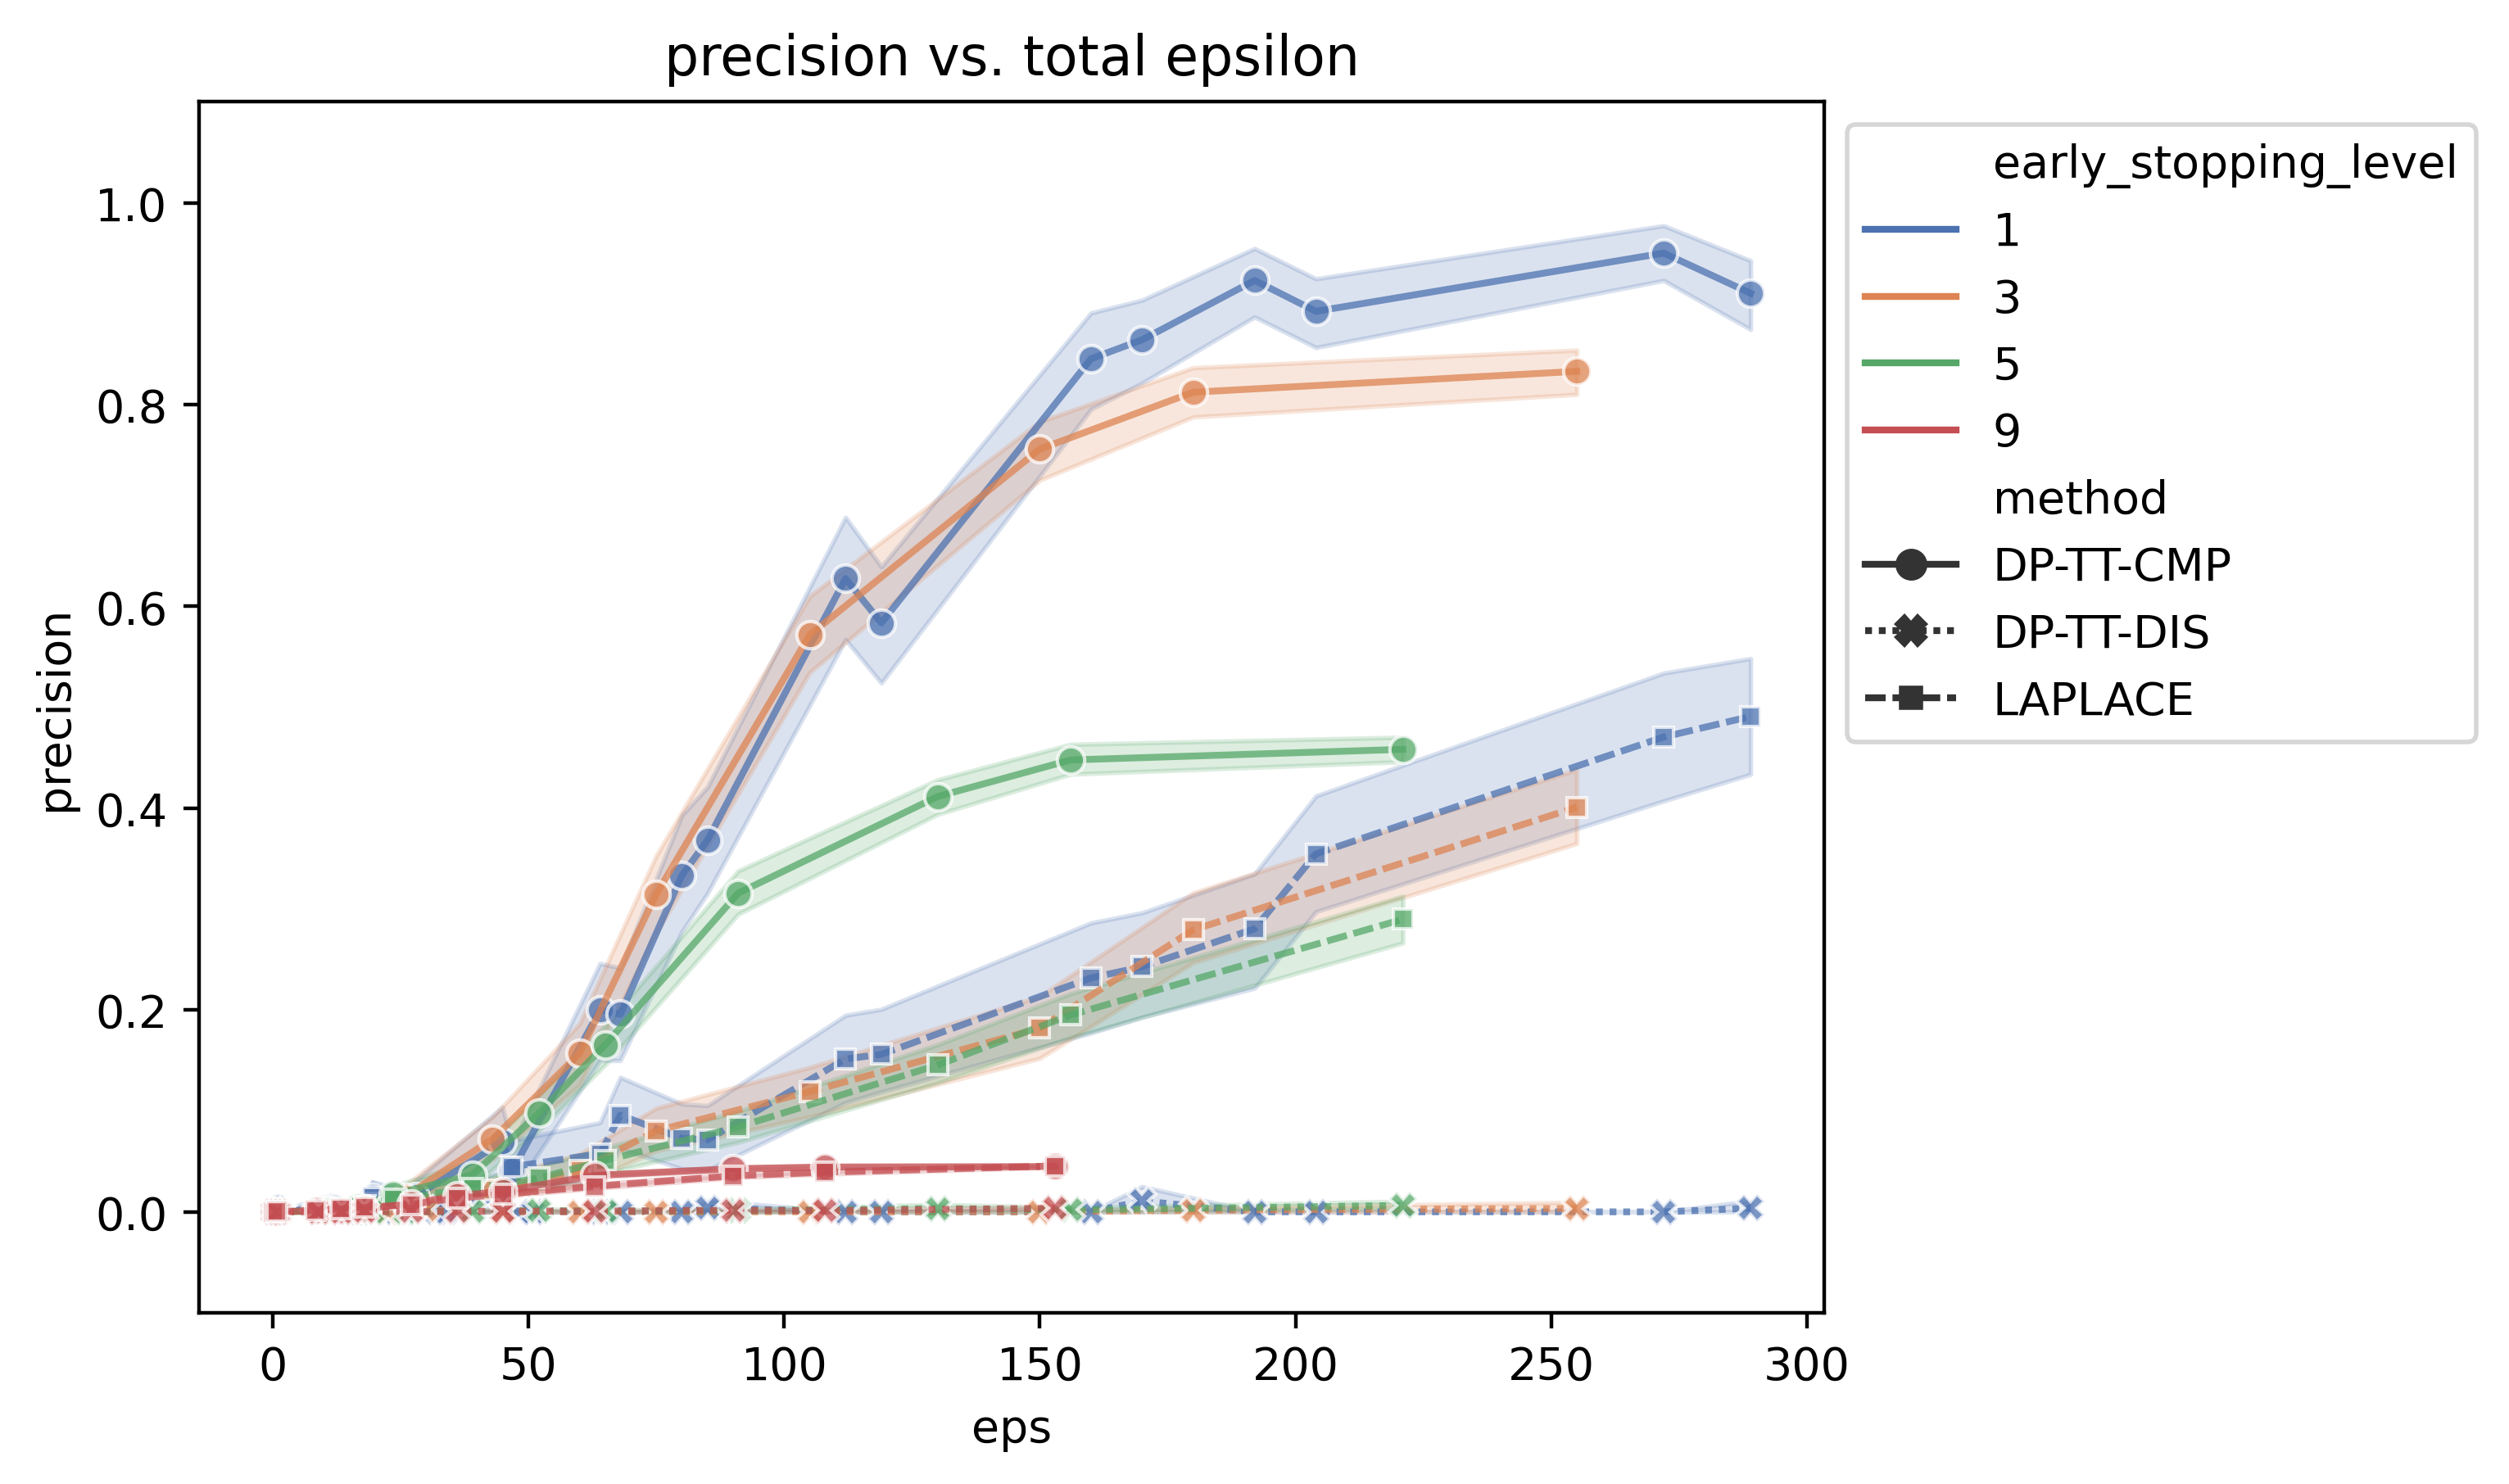 precision vs. total epsilon
1.0
0.8
0.6
0.4
0.2
0.0
precision
0 50 100 150 200 250 300
eps
early_stopping_level
1
3
5
9
method
DP-TT-CMP
DP-TT-DIS
LAPLACE